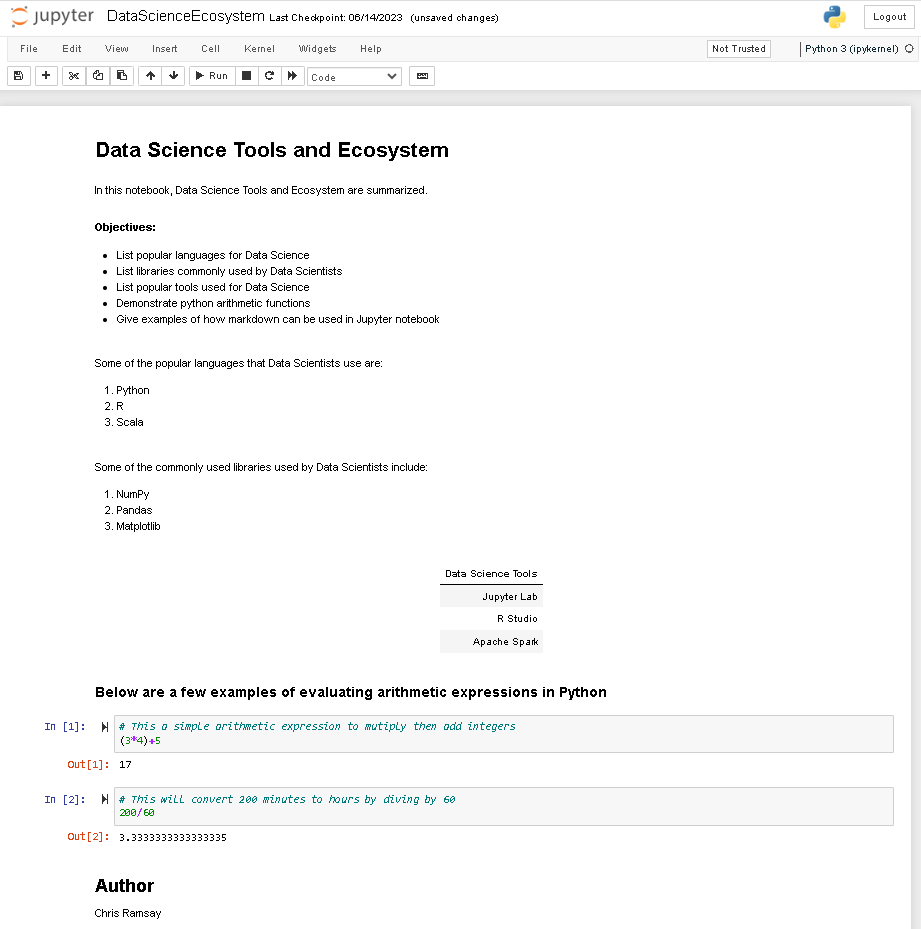 jupyter DataScienceEcosystem Last Checkpoint: 06/14/2023 (unsaved changes) Logout
File Edit View Insert Cell Kernel Widgets Help Not Trusted Python 3 (ipykernel)
Run Code
Data Science Tools and Ecosystem
In this notebook, Data Science Tools and Ecosystem are summarized.
Objectives:
• List popular languages for Data Science
• List libraries commonly used by Data Scientists
• List popular tools used for Data Science
• Demonstrate python arithmetic functions
• Give examples of how markdown can be used in Jupyter notebook
Some of the popular languages that Data Scientists use are:
1. Python
2. R
3. Scala
Some of the commonly used libraries used by Data Scientists include:
1. NumPy
2. Pandas
3. Matplotlib
Data Science Tools
Jupyter Lab
R Studio
Apache Spark
Below are a few examples of evaluating arithmetic expressions in Python
In [1]: # This a simple arithmetic expression to mutiply then add integers
(3*4)+5
Out[1]: 17
In [2]: # This will convert 200 minutes to hours by diving by 60
200/60
Out[2]: 3.3333333333333335
Author
Chris Ramsay